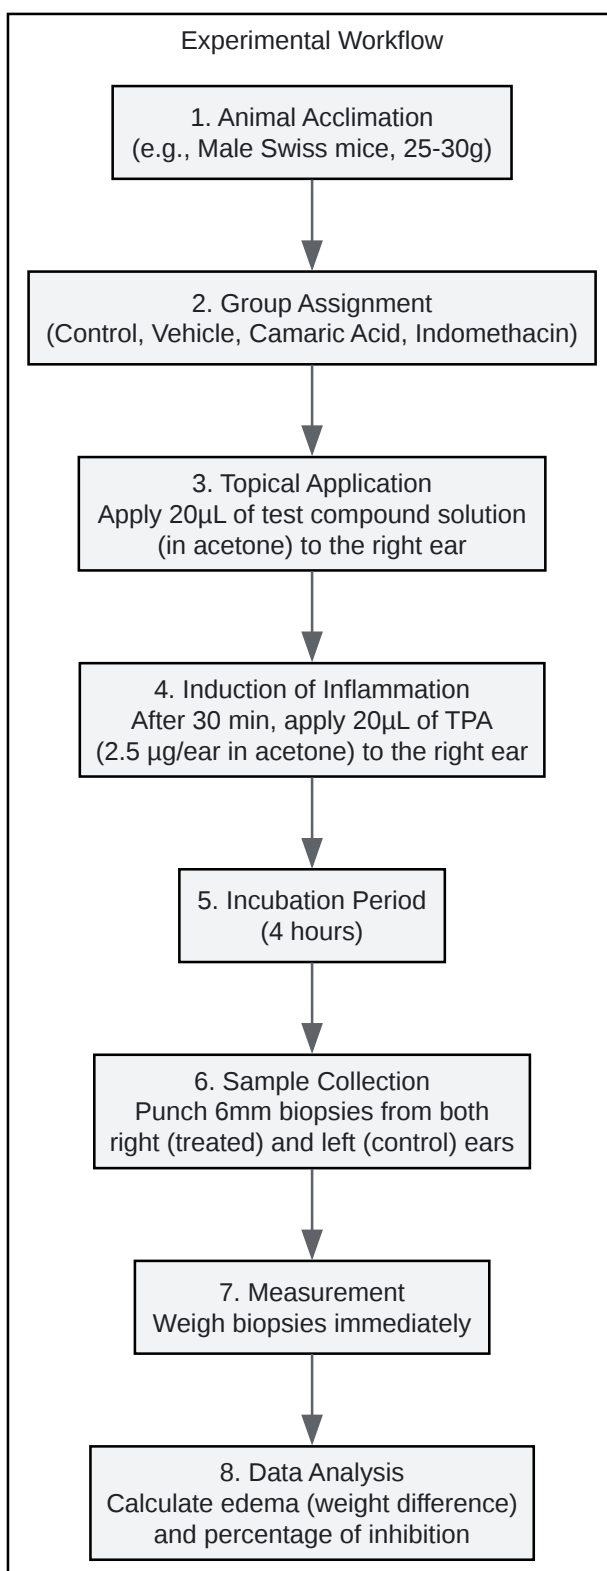 Experimental Workflow
1. Animal Acclimation
(e.g., Male Swiss mice, 25-30g)
2. Group Assignment
(Control, Vehicle, Camaric Acid, Indomethacin)
3. Topical Application
Apply 20µL of test compound solution
(in acetone) to the right ear
4. Induction of Inflammation
After 30 min, apply 20µL of TPA
(2.5 µg/ear in acetone) to the right ear
5. Incubation Period
(4 hours)
6. Sample Collection
Punch 6mm biopsies from both
right (treated) and left (control) ears
7. Measurement
Weigh biopsies immediately
8. Data Analysis
Calculate edema (weight difference)
and percentage of inhibition